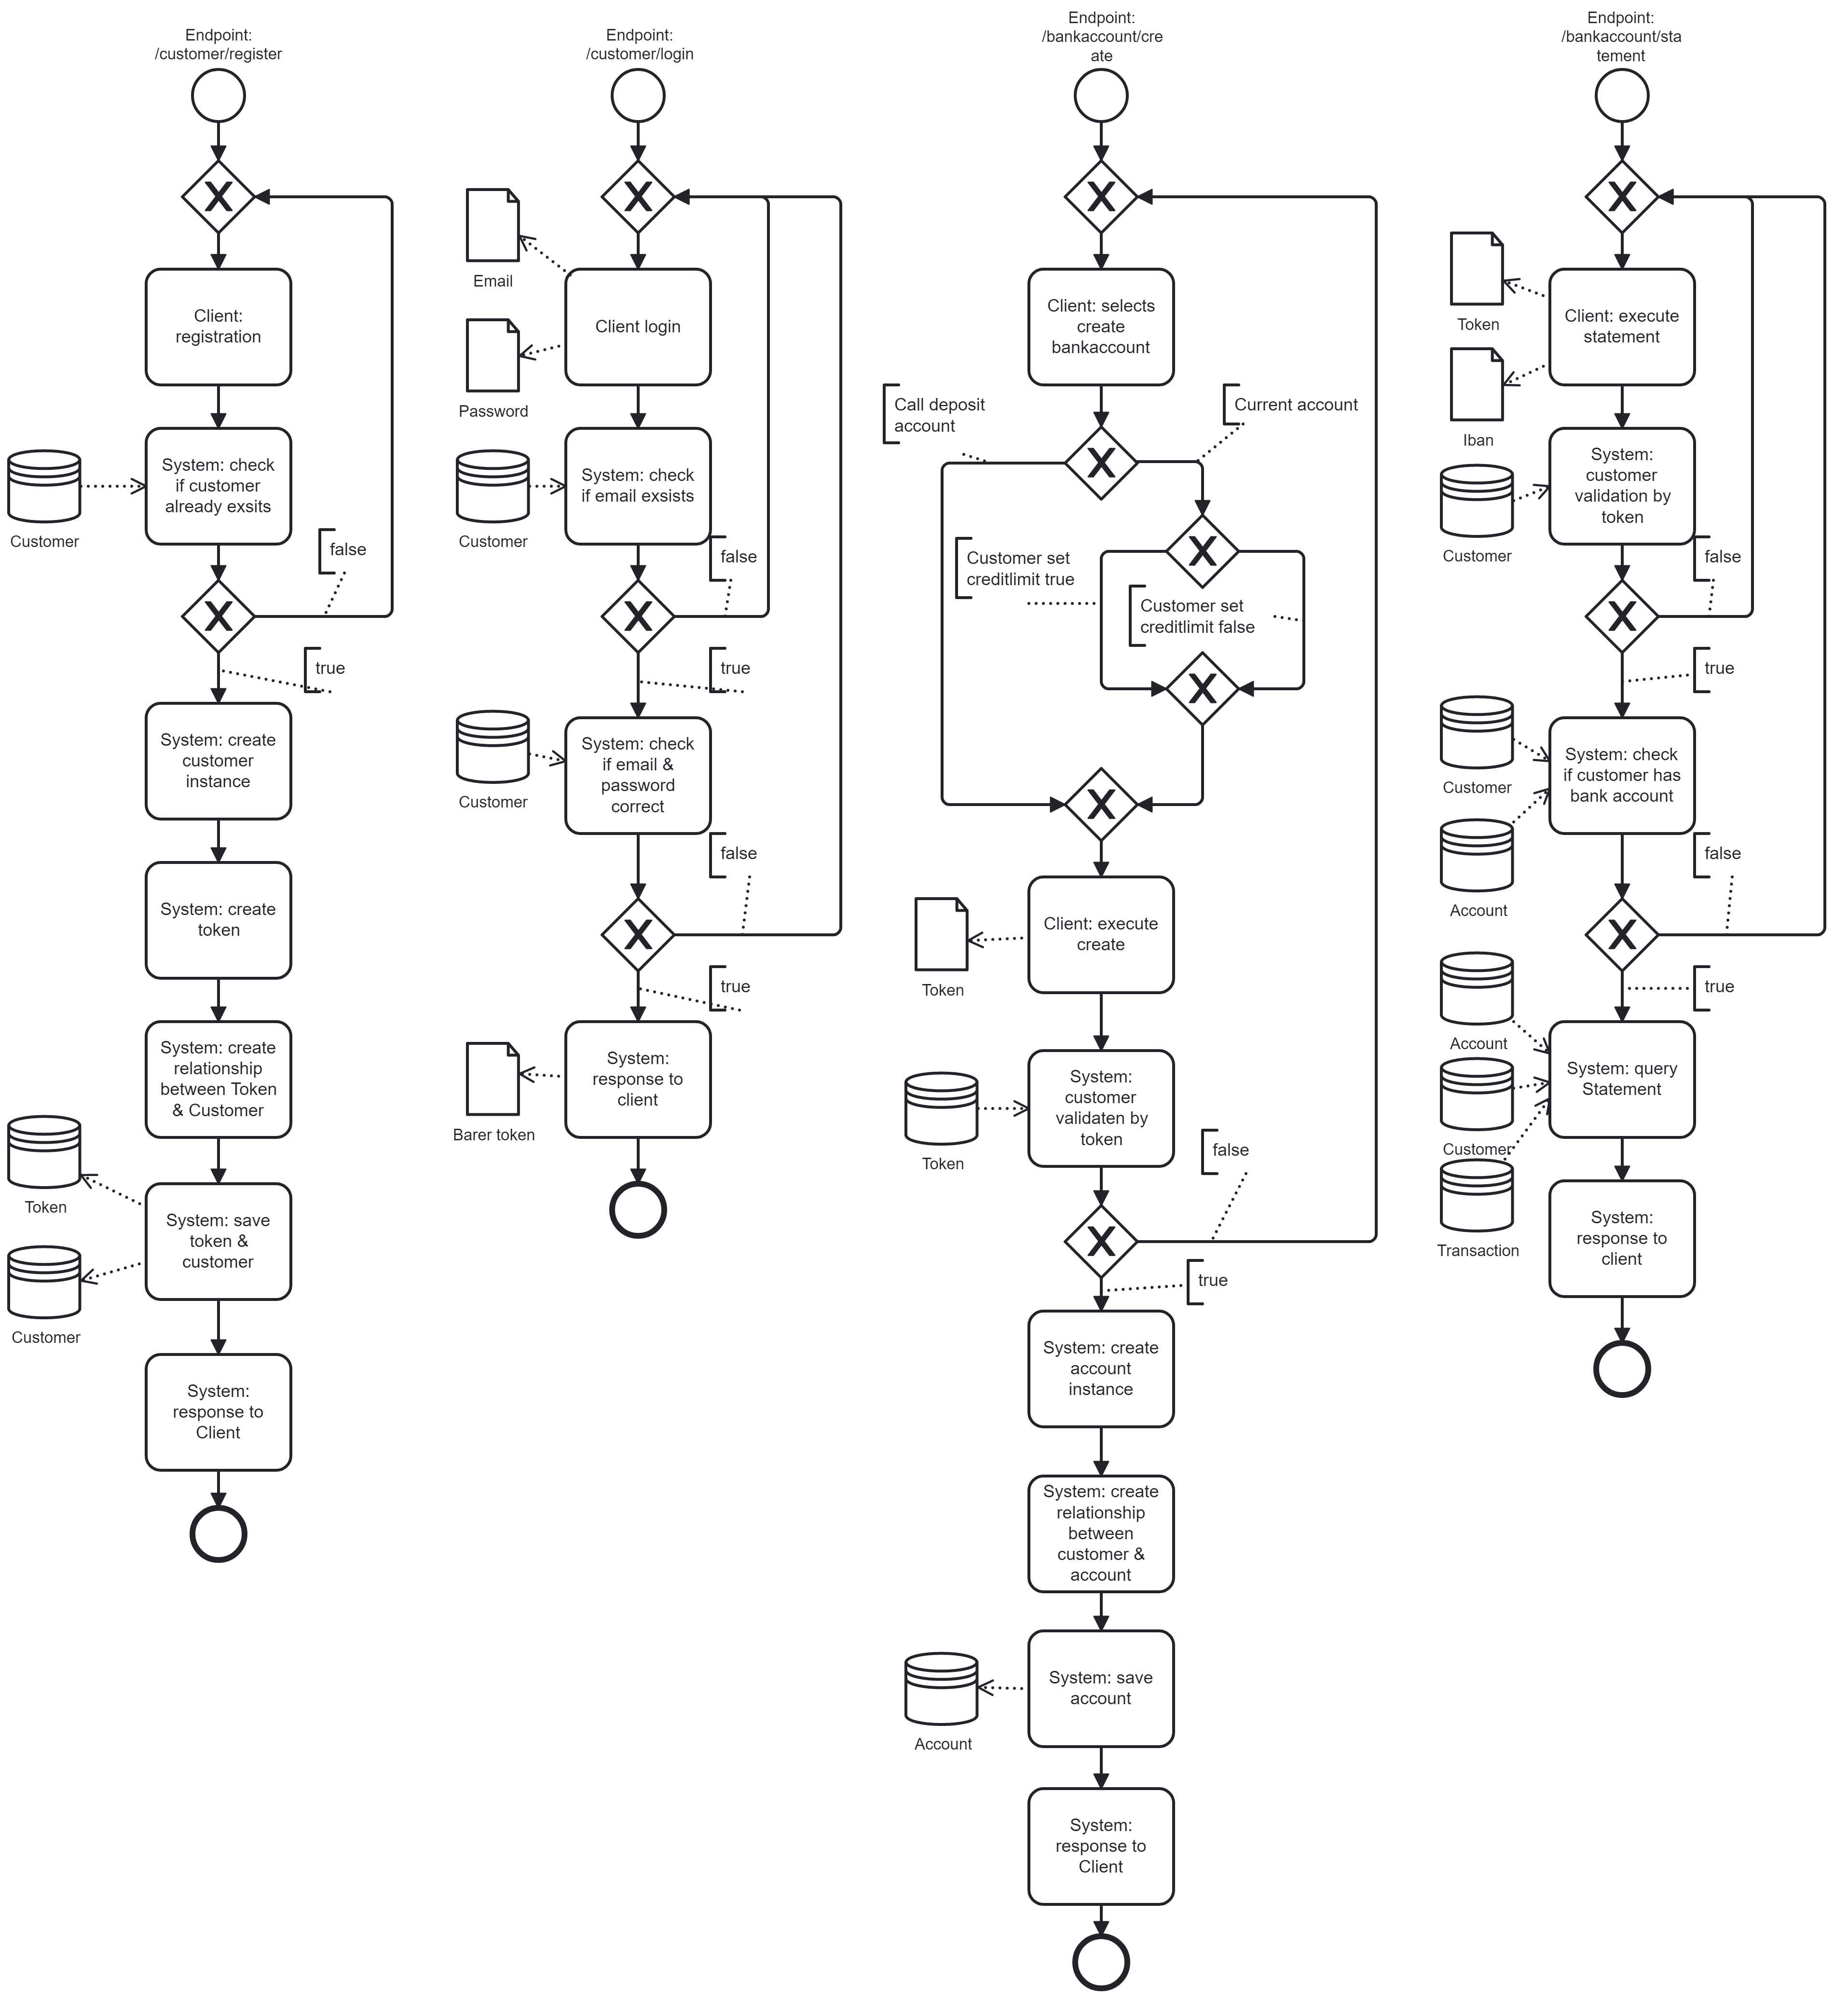 Endpoint:
/customer/register
Client:
registration
System: check
if customer
already exsits
Customer
false
true
System: create
customer
instance
System: create
token
System: create
relationship
between Token
& Customer
Token
System: save
token &
customer
Customer
System:
response to
Client
Endpoint:
/customer/login
Email
Client login
Password
System: check
if email exsists
Customer
false
true
System: check
if email &
password
correct
Customer
false
true
System:
response to
client
Barer token
Endpoint:
/bankaccount/cre
ate
Client: selects
create
bankaccount
Call deposit
account
Current account
Customer set
creditlimit true
Customer set
creditlimit false
Client: execute
create
Token
System:
customer
validaten by
token
Token
false
true
System: create
account
instance
System: create
relationship
between
customer &
account
System: save
account
Account
System:
response to
Client
Endpoint:
/bankaccount/sta
tement
Token
Client: execute
statement
Iban
System:
customer
validation by
token
Customer
false
true
Customer
System: check
if customer has
bank account
Account
false
true
Account
System: query
Statement
Customer
Transaction
System:
response to
client